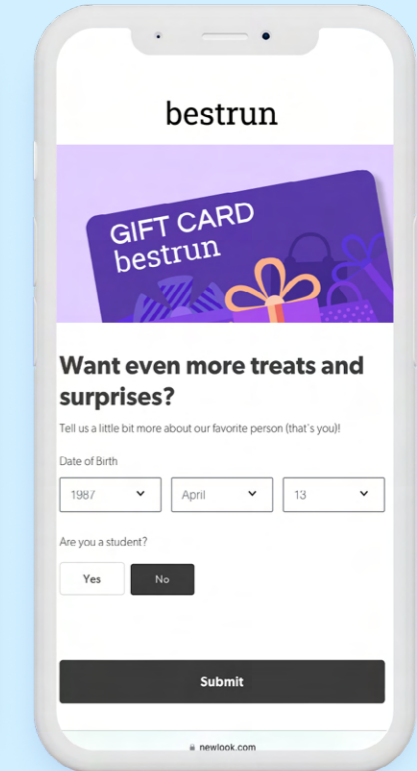 bestrun
GIFT CARD
bestrun
Want even more treats and
surprises?
Tell us a little bit more about our favorite person (that's you)!
Date of Birth
1987 April 13
Are you a student?
Yes No
Submit
newlook.com